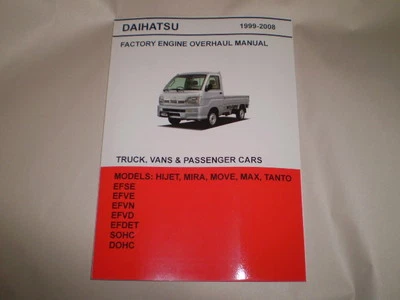 DAIHATSU 1999-2008
FACTORY ENGINE OVERHAUL MANUAL
TRUCK, VANS & PASSENGER CARS
MODELS: HIJET, MIRA, MOVE, MAX, TANTO
EFSE
EFVE
EFVN
EFVD
EFDET
SOHC
DOHC